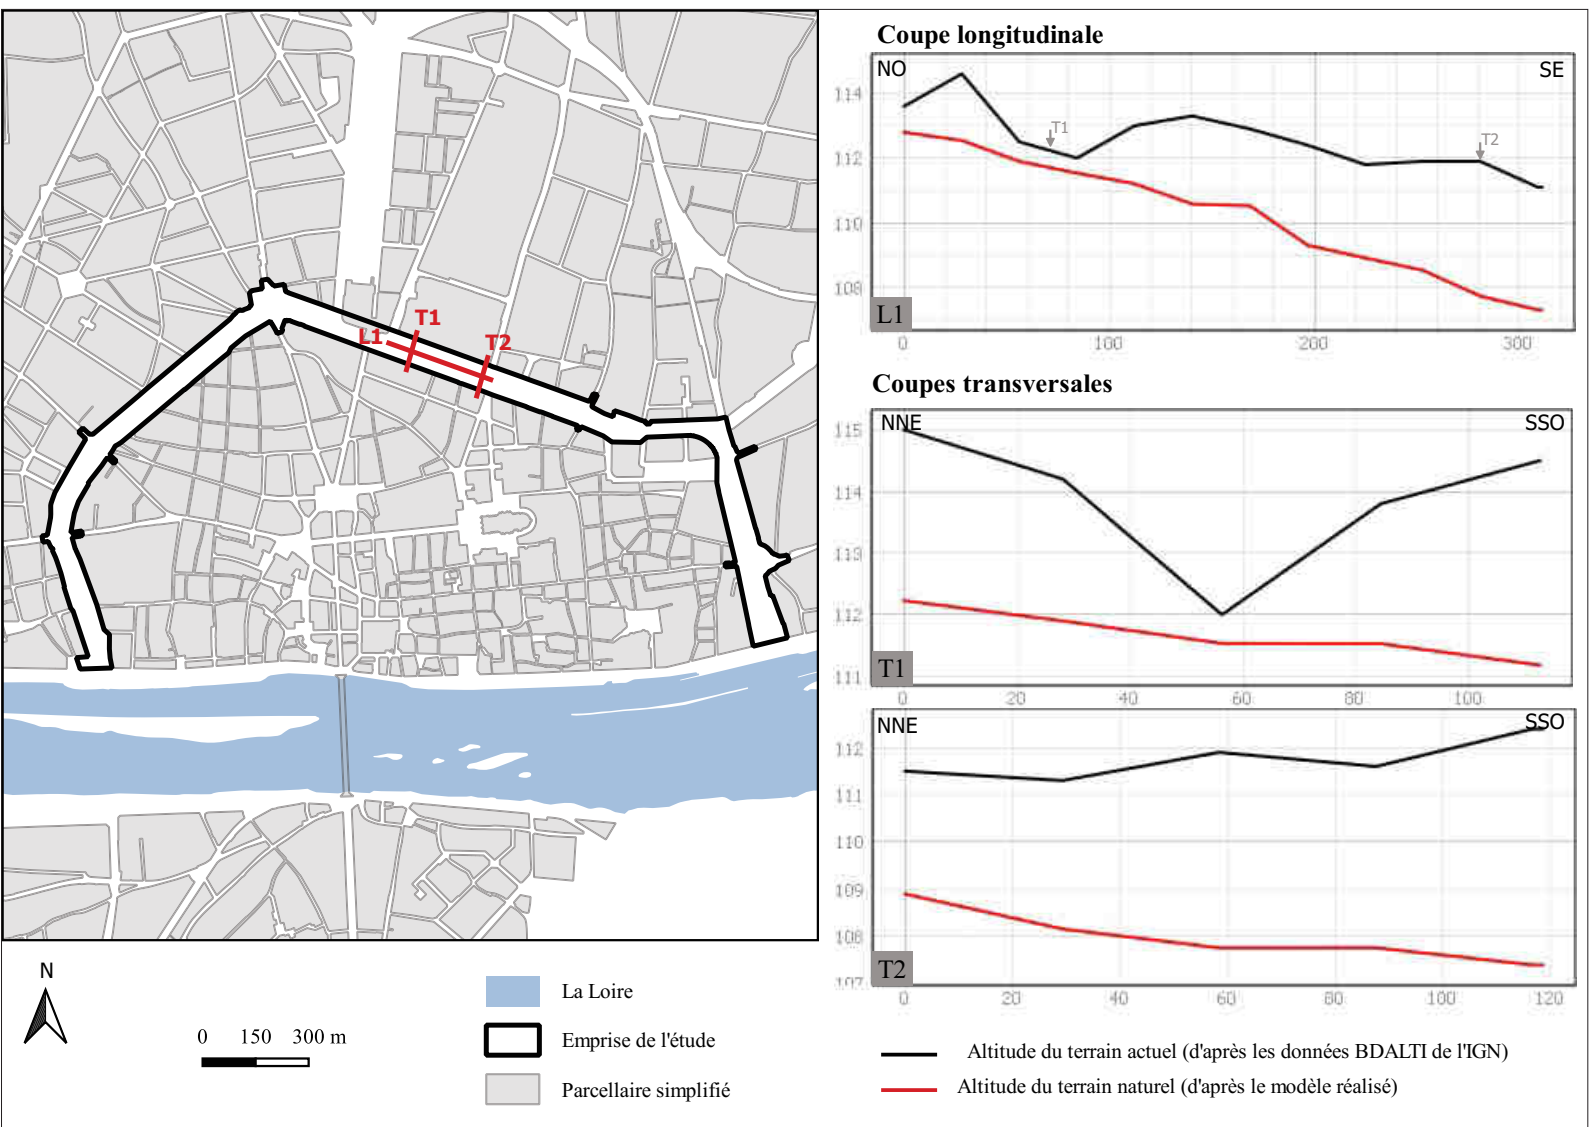 L1
T1
T2
N
0 150 300 m
La Loire
Emprise de l'étude
Parcellaire simplifié
Coupe longitudinale
NO
SE
114
112
110
108
T1
T2
L1
0 100 200 300
Coupes transversales
NNE
SSO
115
114
113
112
111
T1
0 20 40 60 80 100
NNE
SSO
112
111
110
109
108
107
T2
0 20 40 60 80 100 120
Altitude du terrain actuel (d'après les données BDALTI de l'IGN)
Altitude du terrain naturel (d'après le modèle réalisé)